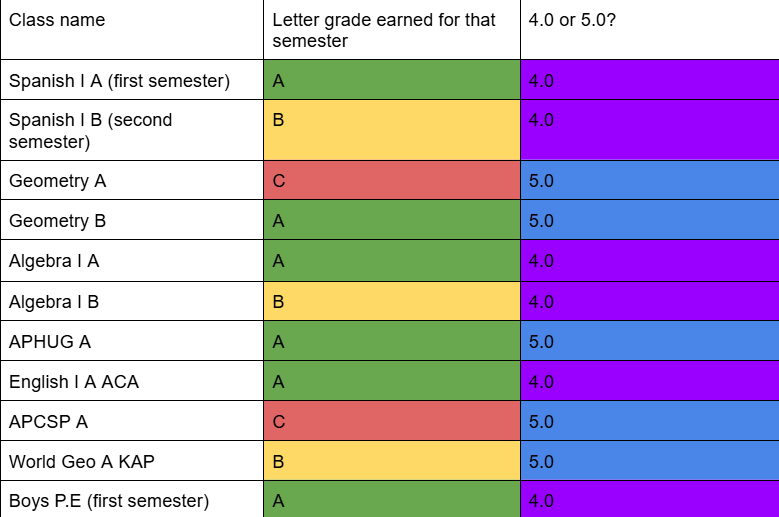 Class name
Letter grade earned for that
semester
4.0 or 5.0?
Spanish I A (first semester)
A
4.0
Spanish I B (second
semester)
B
4.0
Geometry A
C
5.0
Geometry B
A
5.0
Algebra I A
A
4.0
Algebra I B
B
4.0
APHUG A
A
5.0
English I A ACA
A
4.0
APCSP A
C
5.0
World Geo A KAP
B
5.0
Boys P.E (first semester)
A
4.0